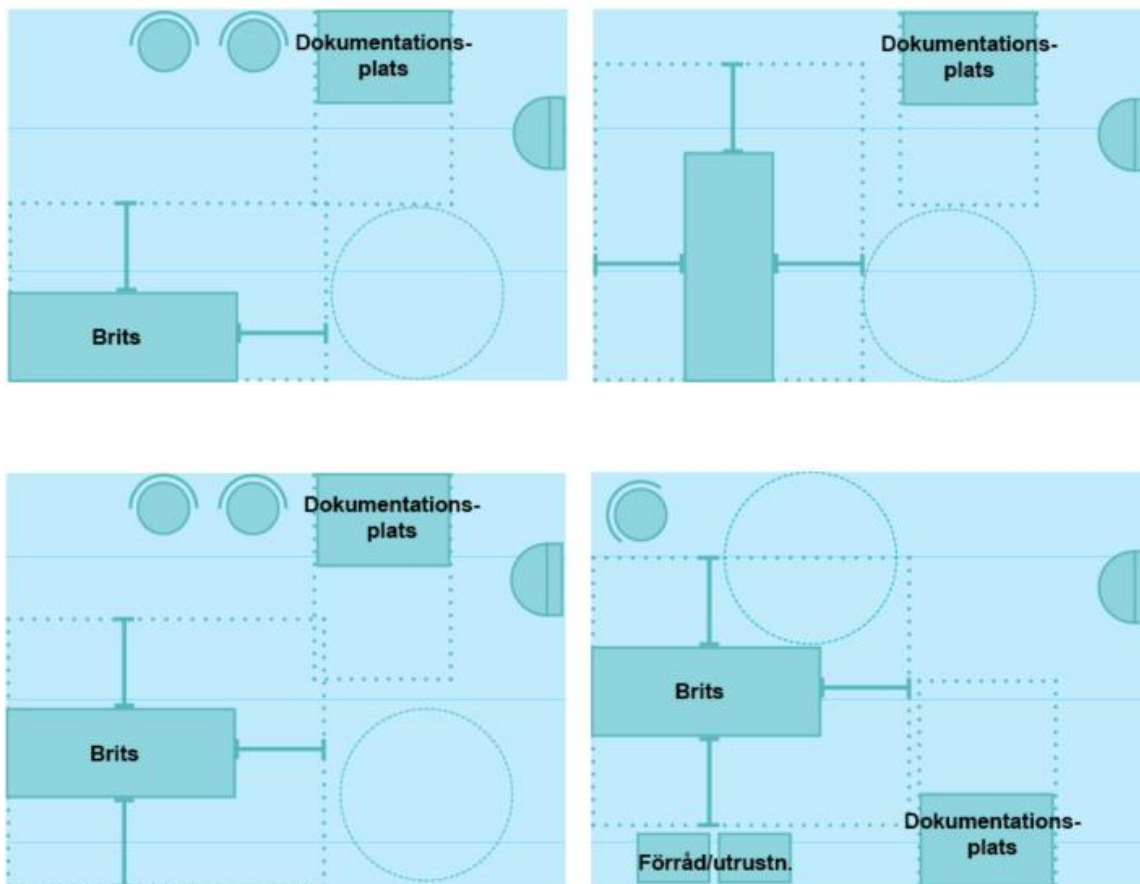 Dokumentations-
plats
Brits
Dokumentations-
plats
Dokumentations-
plats
Brits
Brits
Dokumentations-
plats
Förråd/utrustn.